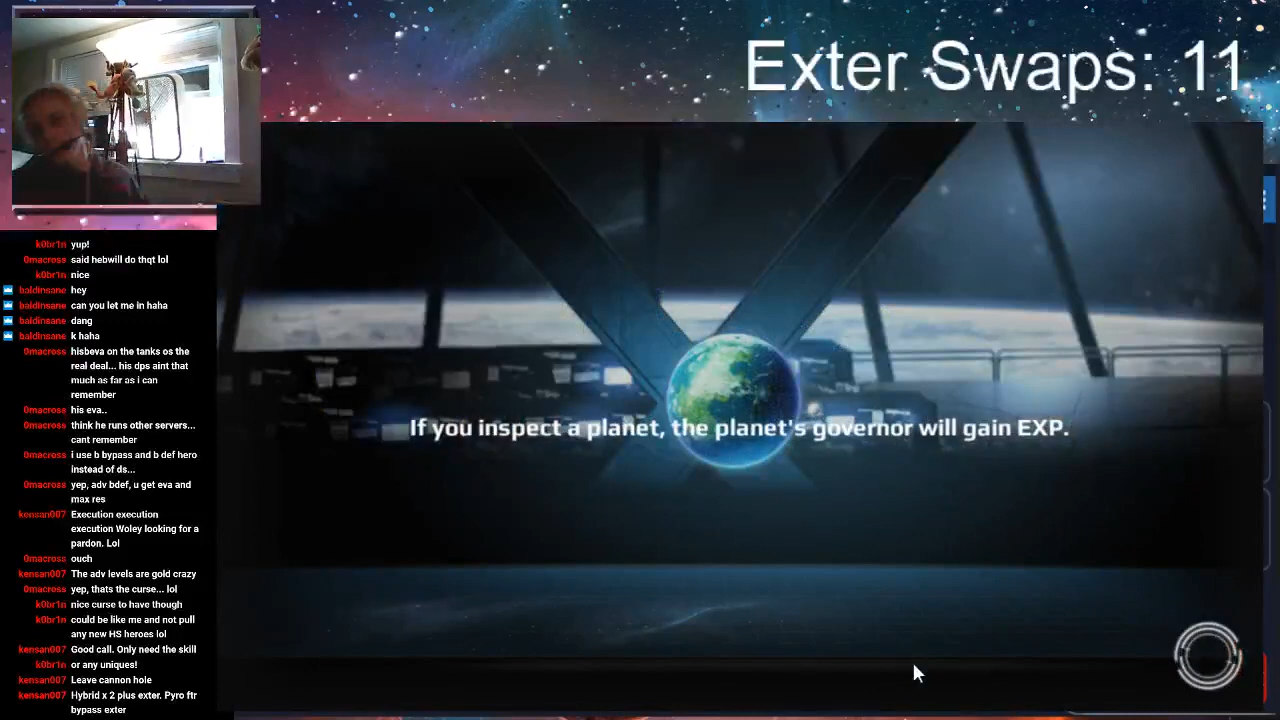 Exter Swaps: 11
If you inspect a planet, the planet's governor will gain EXP.
k0br1n yup!
0macross said hebwill do thqt lol
k0br1n nice
baldinsane hey
baldinsane can you let me in haha
baldinsane dang
baldinsane k haha
0macross hisbeva on the tanks os the
real deal... his dps aint that
much as far as i can
remember
0macross his eva..
0macross think he runs other servers...
cant remember
0macross i use b bypass and b def hero
instead of ds...
0macross yep, adv bdef, u get eva and
max res
kensan007 Execution execution
execution Woley looking for a
pardon. Lol
0macross ouch
kensan007 The adv levels are gold crazy
0macross yep, thats the curse... lol
k0br1n nice curse to have though
k0br1n could be like me and not pull
any new HS heroes lol
kensan007 Good call. Only need the skill
k0br1n or any uniques!
kensan007 Leave cannon hole
kensan007 Hybrid x 2 plus exter. Pyro ftr
bypass exter